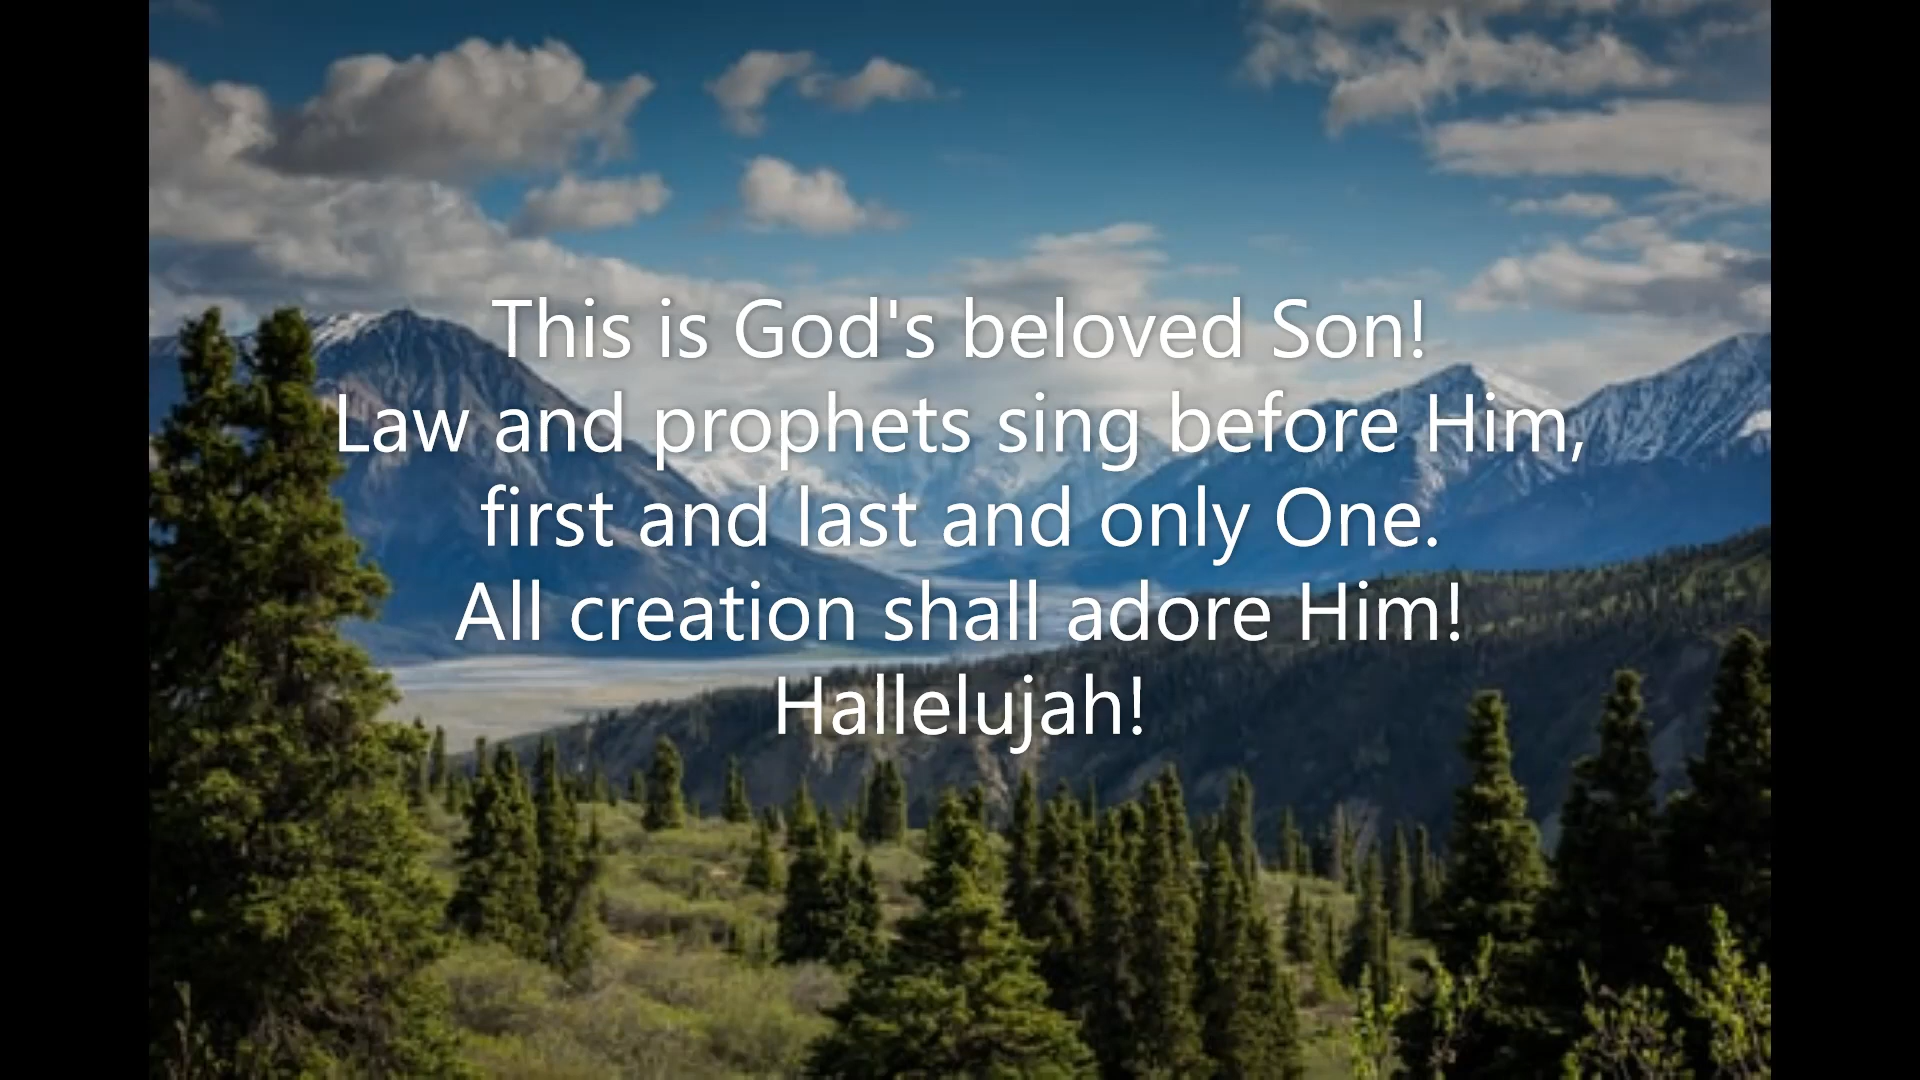 This is God's beloved Son!
Law and prophets sing before Him,
first and last and only One.
All creation shall adore Him!
Hallelujah!